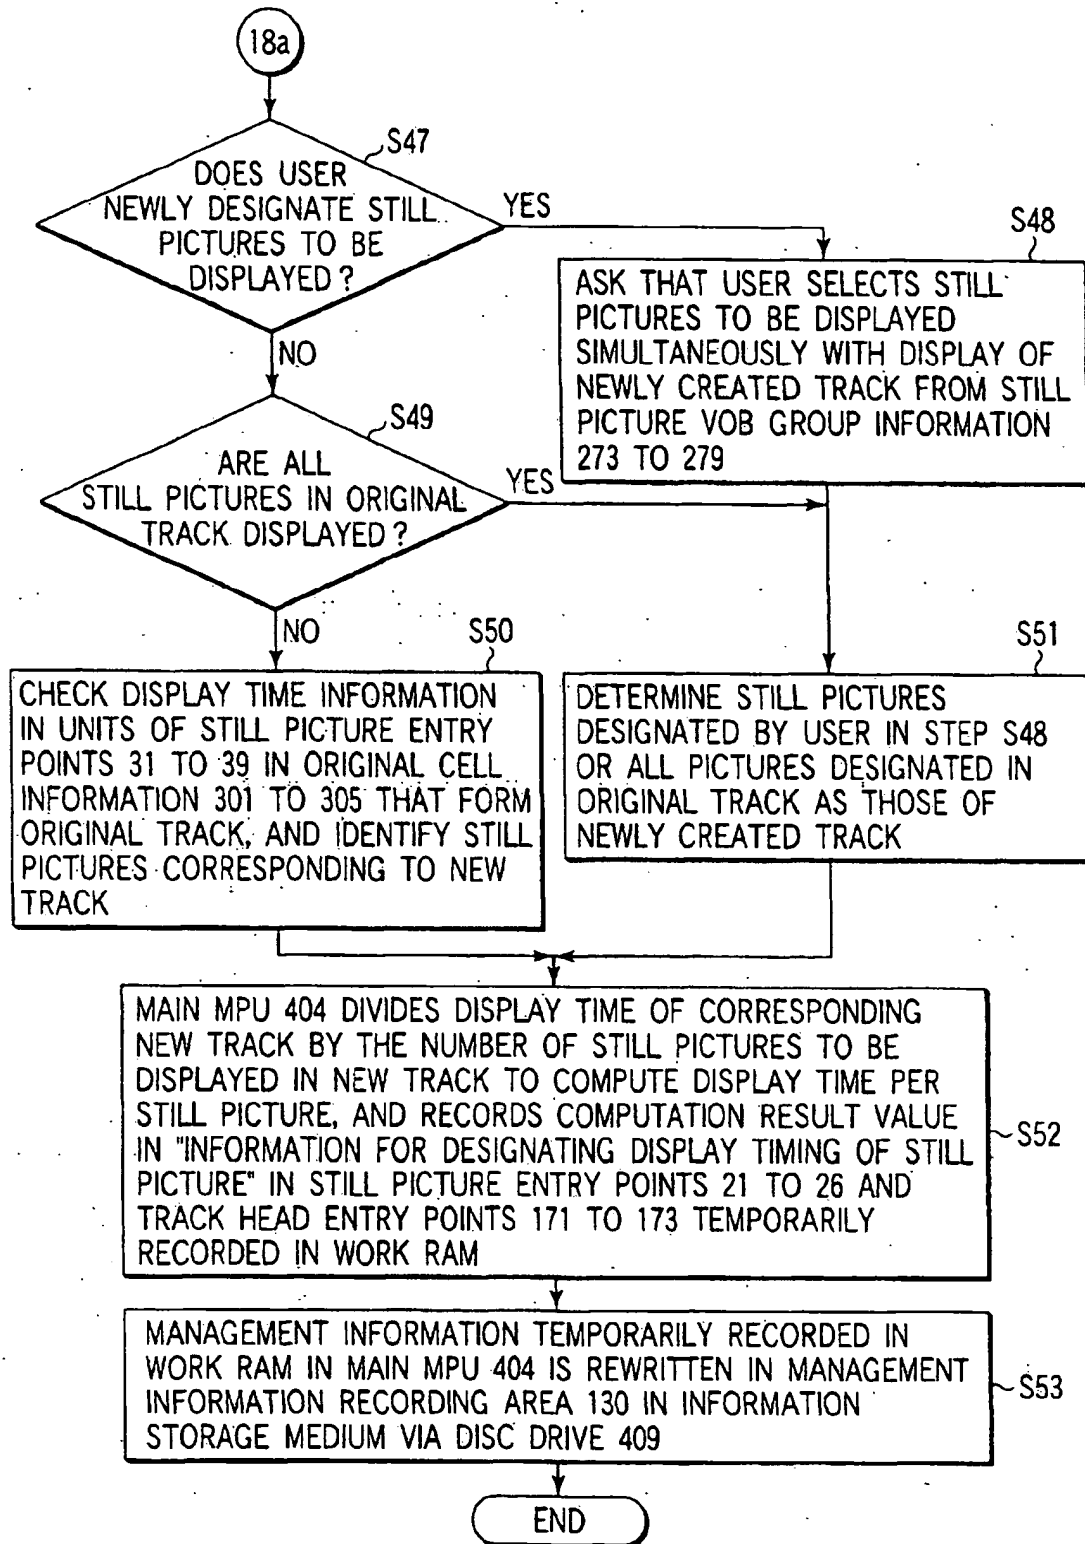 18a
S47
DOES USER
NEWLY DESIGNATE STILL
PICTURES TO BE
DISPLAYED?
YES
NO
S48
ASK THAT USER SELECTS STILL
PICTURES TO BE DISPLAYED
SIMULTANEOUSLY WITH DISPLAY OF
NEWLY CREATED TRACK FROM STILL
PICTURE VOB GROUP INFORMATION
273 TO 279
S49
ARE ALL
STILL PICTURES IN ORIGINAL
TRACK DISPLAYED?
YES
NO
S50
CHECK DISPLAY TIME INFORMATION
IN UNITS OF STILL PICTURE ENTRY
POINTS 31 TO 39 IN ORIGINAL CELL
INFORMATION 301 TO 305 THAT FORM
ORIGINAL TRACK, AND IDENTIFY STILL
PICTURES CORRESPONDING TO NEW
TRACK
S51
DETERMINE STILL PICTURES
DESIGNATED BY USER IN STEP S48
OR ALL PICTURES DESIGNATED IN
ORIGINAL TRACK AS THOSE OF
NEWLY CREATED TRACK
MAIN MPU 404 DIVIDES DISPLAY TIME OF CORRESPONDING
NEW TRACK BY THE NUMBER OF STILL PICTURES TO BE
DISPLAYED IN NEW TRACK TO COMPUTE DISPLAY TIME PER
STILL PICTURE, AND RECORDS COMPUTATION RESULT VALUE
IN "INFORMATION FOR DESIGNATING DISPLAY TIMING OF STILL
PICTURE" IN STILL PICTURE ENTRY POINTS 21 TO 26 AND
TRACK HEAD ENTRY POINTS 171 TO 173 TEMPORARILY
RECORDED IN WORK RAM
S52
MANAGEMENT INFORMATION TEMPORARILY RECORDED IN
WORK RAM IN MAIN MPU 404 IS REWRITTEN IN MANAGEMENT
INFORMATION RECORDING AREA 130 IN INFORMATION
STORAGE MEDIUM VIA DISC DRIVE 409
S53
END